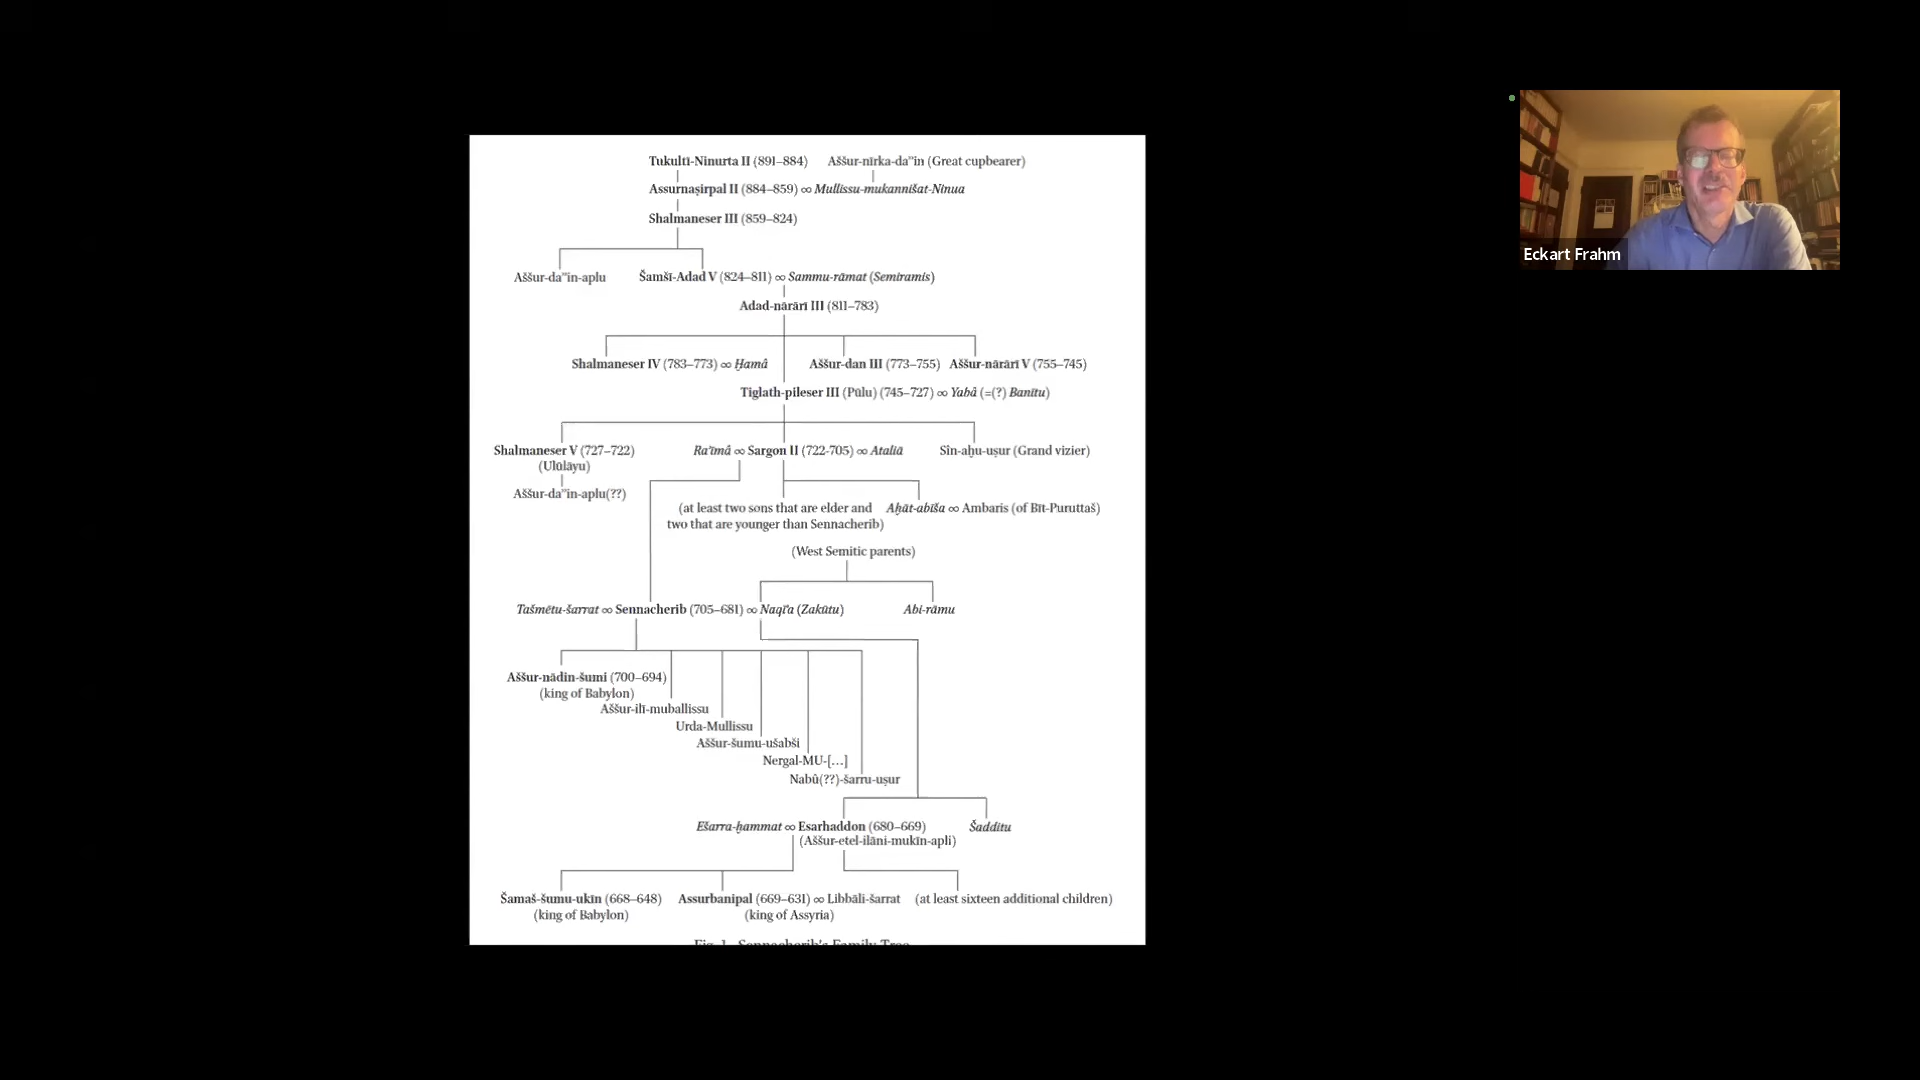 Tukultī-Ninurta II (891–884) Aššur-nīrka-da’’in (Great cupbearer)
Assurnaṣirpal II (884–859) ∞ Mullissu-mukannišat-Ninua
Shalmaneser III (859–824)
Aššur-da’’in-aplu Šamšī-Adad V (824–811) ∞ Sammu-rāmat (Semiramis)
Adad-nārārī III (811–783)
Shalmaneser IV (783–773) ∞ Ḫamâ Aššur-dan III (773–755) Aššur-nārārī V (755–745)
Tiglath-pileser III (Pūlu) (745–727) ∞ Yabâ (=(?) Banītu)
Shalmaneser V (727–722) Ra’īmâ ∞ Sargon II (722-705) ∞ Ataliā Sîn-aḫu-uṣur (Grand vizier)
(Ulūlāyu)
Aššur-da’’in-aplu(??)
(at least two sons that are elder and Aḫāt-abīša ∞ Ambaris (of Bīt-Puruttaš)
two that are younger than Sennacherib)
(West Semitic parents)
Tašmētu-šarrat ∞ Sennacherib (705–681) ∞ Naqī’a (Zakūtu) Abi-rāmu
Aššur-nādin-šumi (700–694)
(king of Babylon)
Aššur-ilī-muballissu
Urda-Mullissu
Aššur-šumu-ušabši
Nergal-MU-[…]
Nabû(??)-šarru-uṣur
Ešarra-ḫammat ∞ Esarhaddon (680–669) Šadditu
(Aššur-etel-ilāni-mukīn-apli)
Šamaš-šumu-ukīn (668–648) Assurbanipal (669–631) ∞ Libbāli-šarrat (at least sixteen additional children)
(king of Babylon) (king of Assyria)
Fig. 1 Sennacherib’s Family Tree
Eckart Frahm